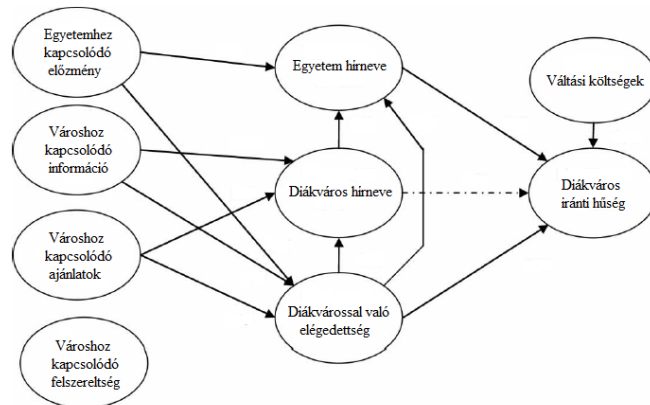 Egyetemhez
kapcsolódó
előzmény
Városhoz
kapcsolódó
információ
Városhoz
kapcsolódó
ajánlatok
Városhoz
kapcsolódó
felszereltség
Egyetem hírneve
Diákváros hírneve
Diákvárossal való
elégedettség
Váltási költségek
Diákváros
iránti hűség